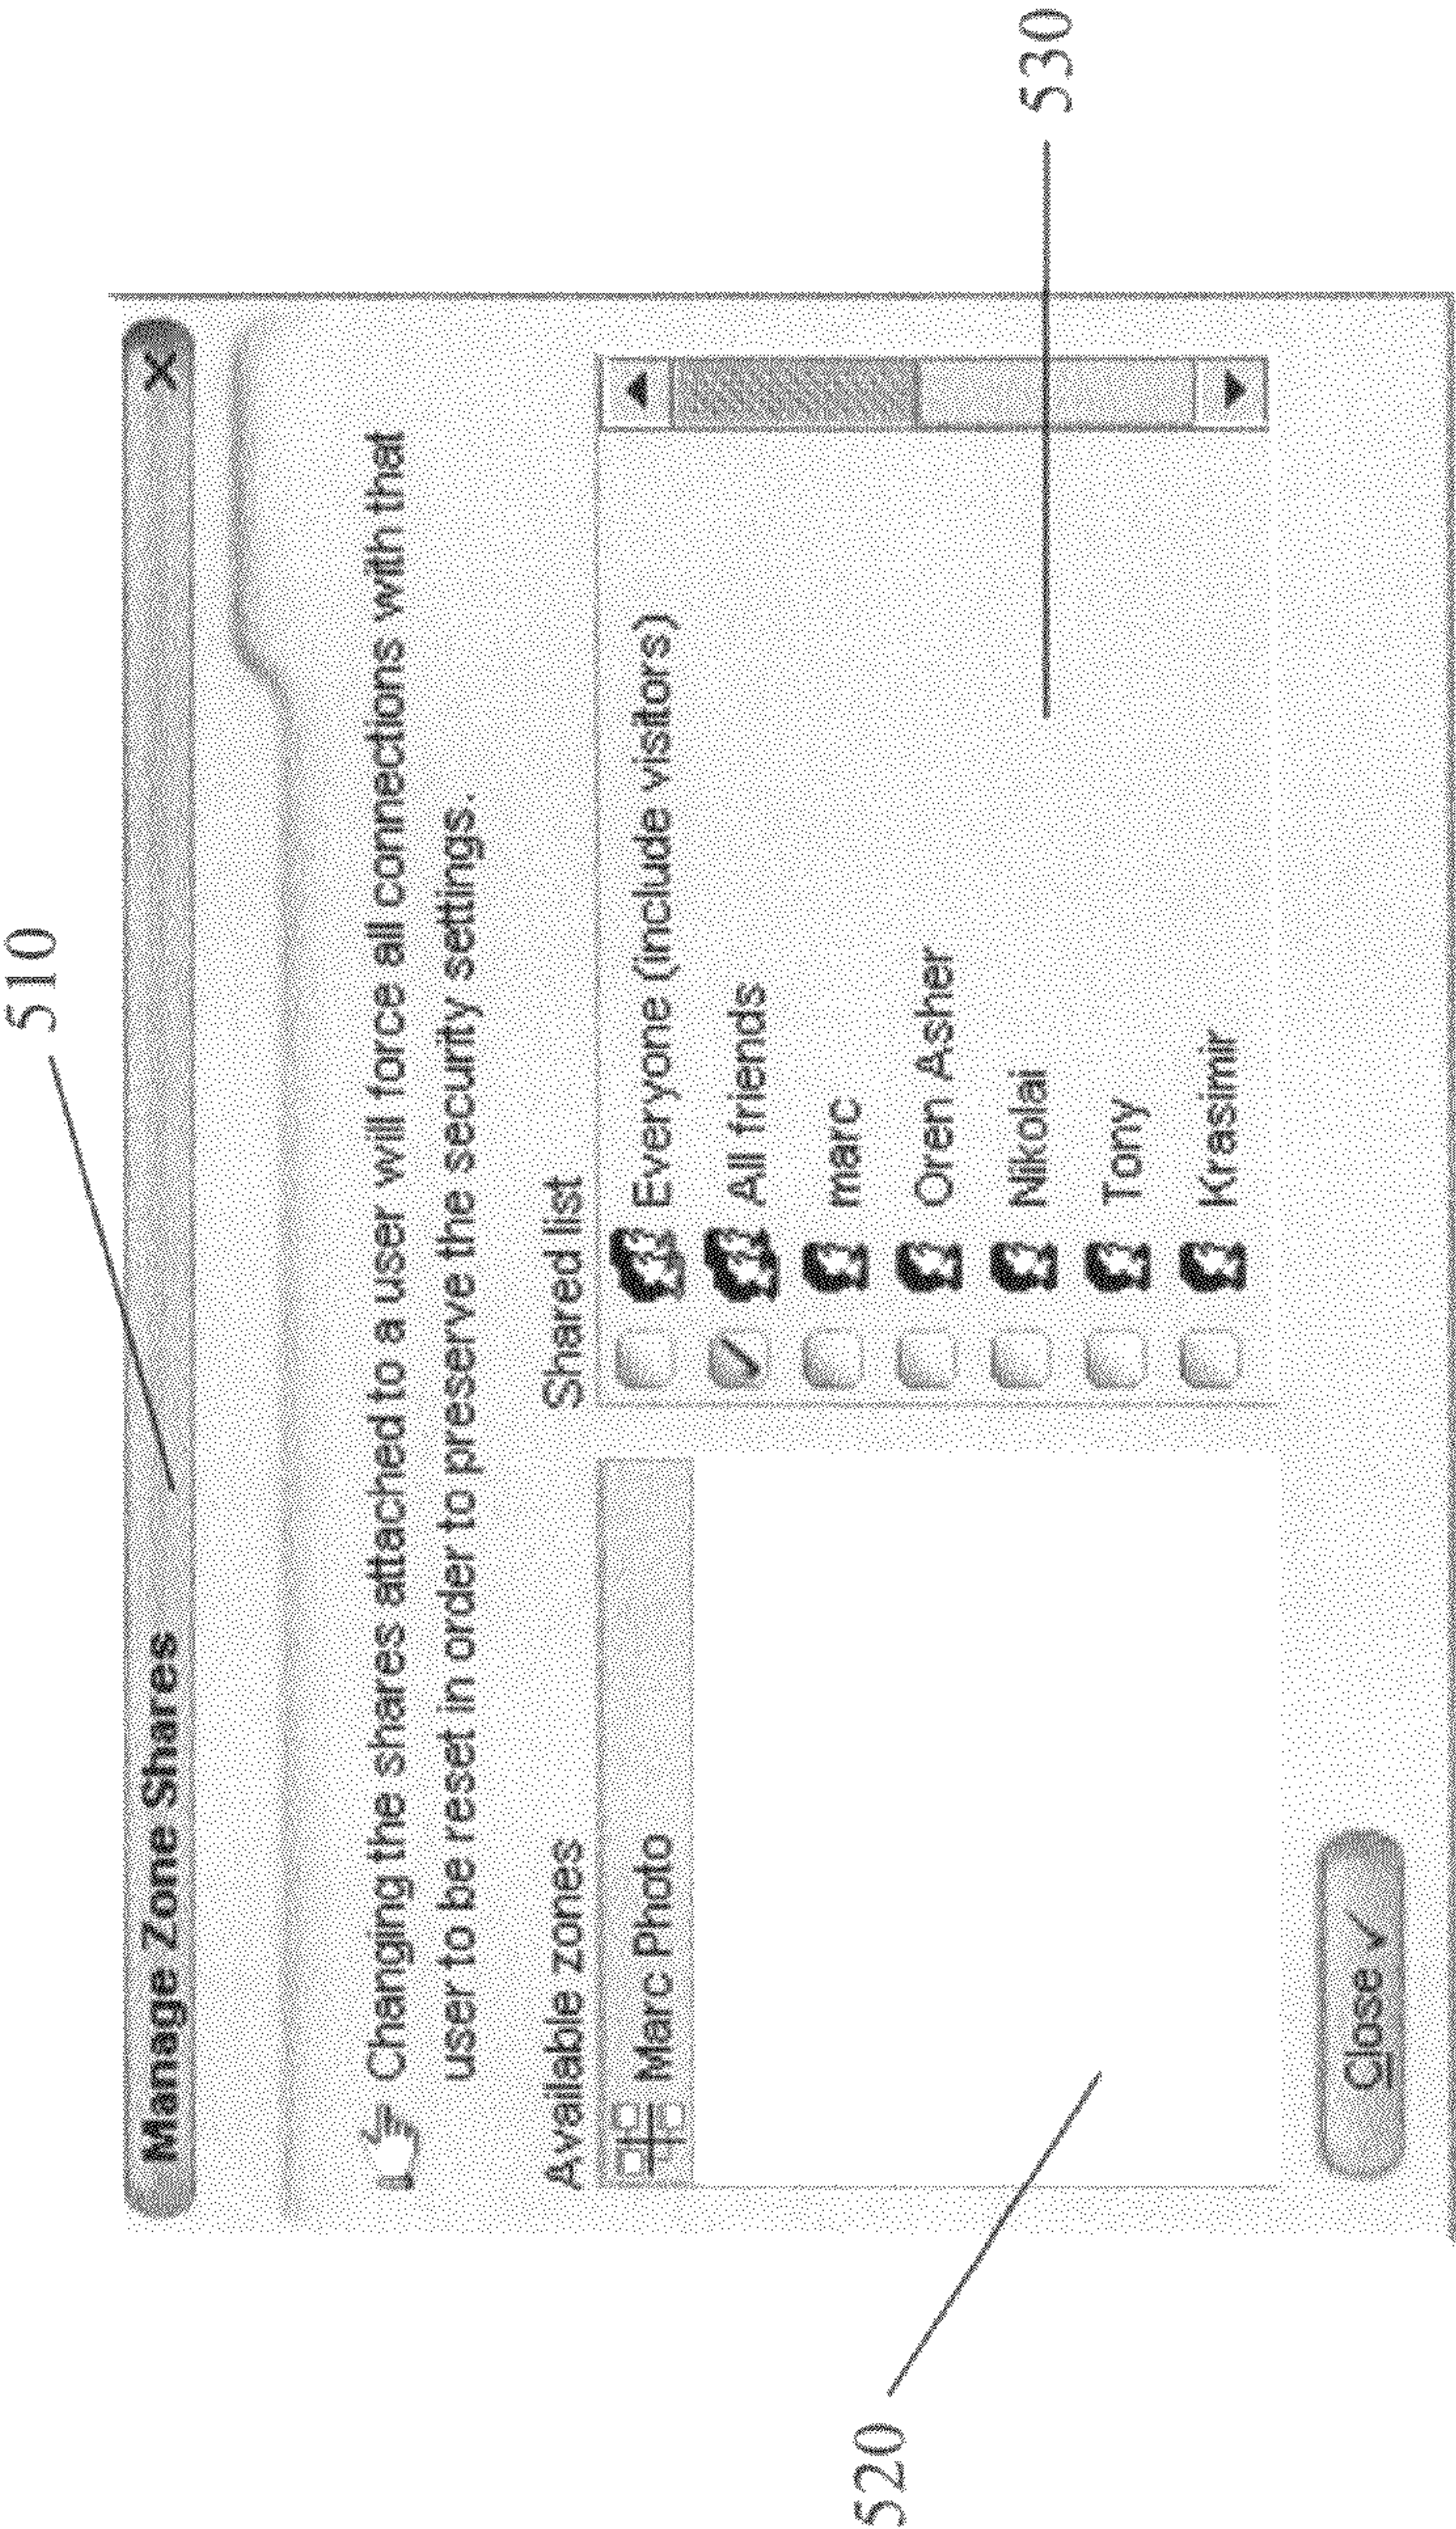 510
Manage Zone Shares X
Changing the shares attached to a user will force all connections with that
user to be reset in order to preserve the security settings.
Available zones
Marc Photo
Shared list
Everyone (include visitors)
All friends
marc
Oren Asher
Nikolai
Tony
Krasimir
Close ✓
520
530